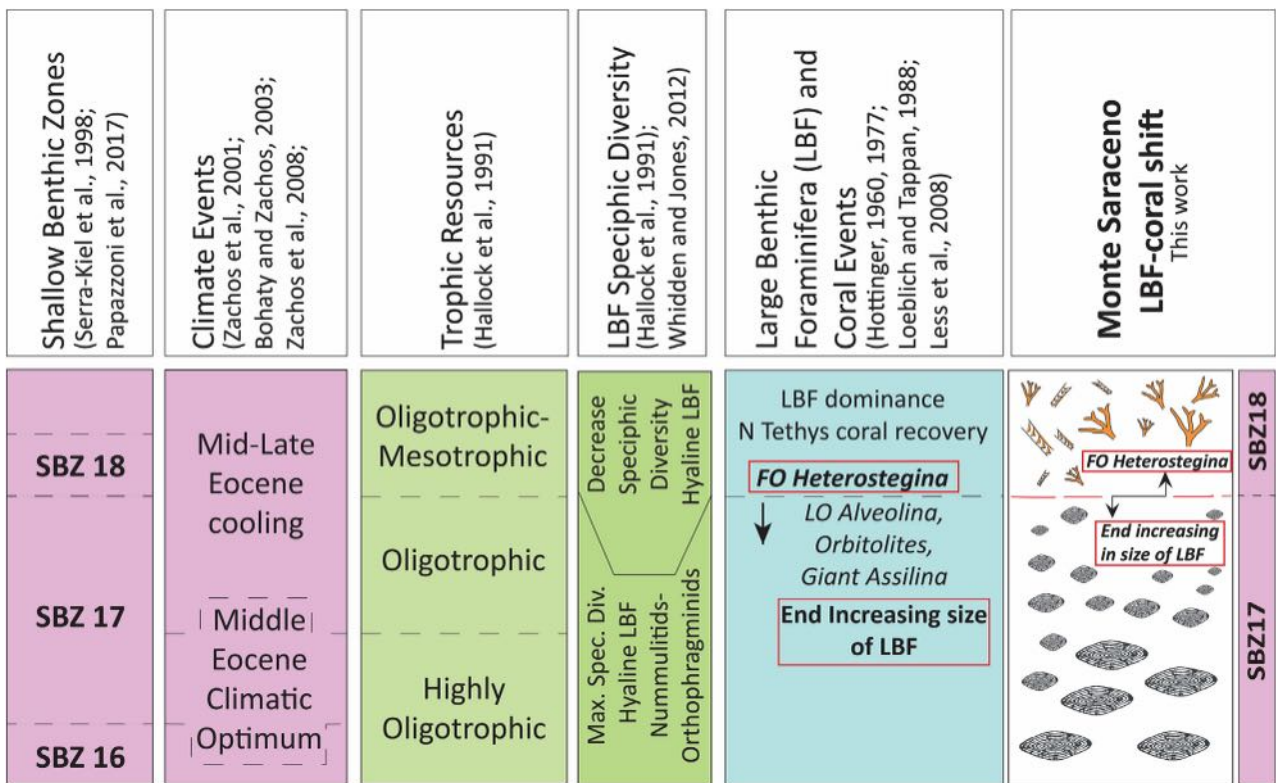 Shallow Benthic Zones
(Serra-Kiel et al., 1998;
Papazzoni et al., 2017)
Climate Events
(Zachos et al., 2001;
Bohaty and Zachos, 2003;
Zachos et al., 2008;
Trophic Resources
(Hallock et al., 1991)
LBF Speciphic Diversity
(Hallock et al., 1991);
Whidden and Jones, 2012)
Large Benthic
Foraminifera (LBF) and
Coral Events
(Hottinger, 1960, 1977;
Loeblich and Tappan, 1988;
Less et al., 2008)
Monte Saraceno
LBF-coral shift
This work
SBZ 18
SBZ 17
SBZ 16
Mid-Late
Eocene
cooling
Middle
Eocene
Climatic
Optimum
Oligotrophic-
Mesotrophic
Oligotrophic
Highly
Oligotrophic
Decrease
Speciphic
Diversity
Hyaline LBF
Max. Spec. Div.
Hyaline LBF
Nummulitids-
Orthophragminids
LBF dominance
N Tethys coral recovery
FO Heterostegina
LO Alveolina,
Orbitolites,
Giant Assilina
End Increasing size
of LBF
FO Heterostegina
End increasing
in size of LBF
SBZ18
SBZ17